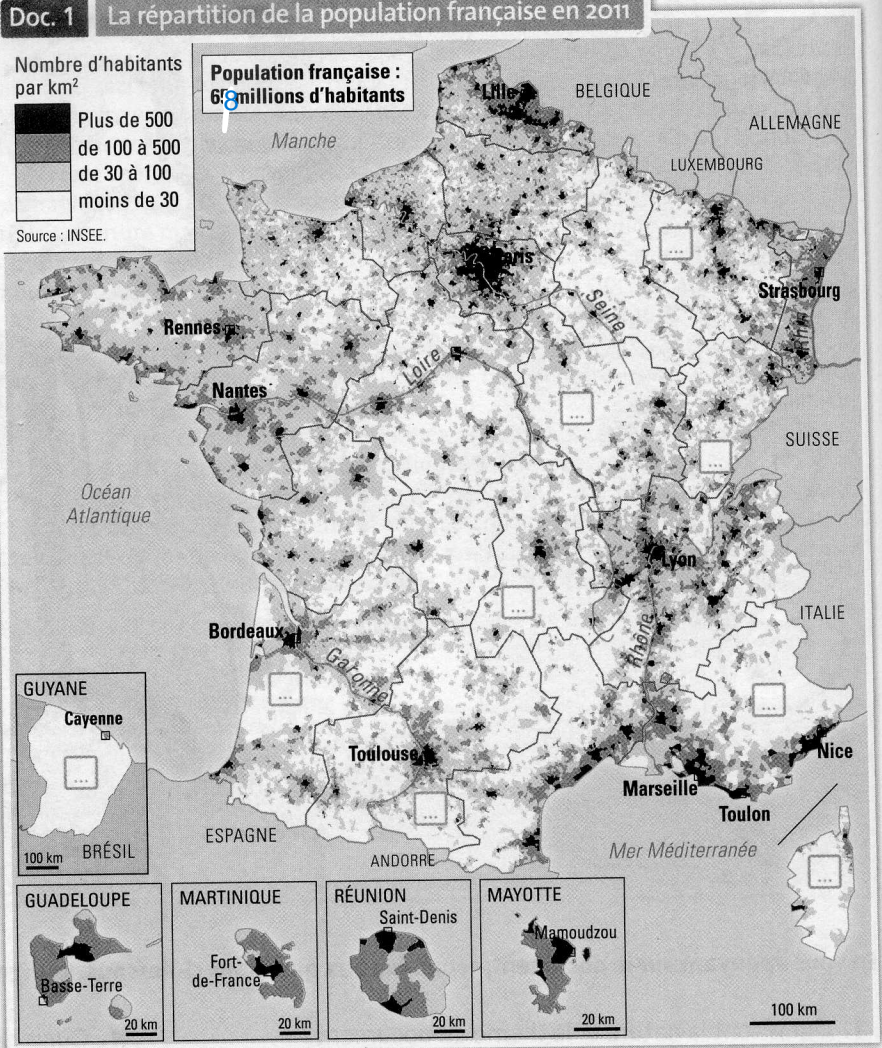 Doc. 1
La répartition de la population française en 2011
Nombre d'habitants
par km²
Plus de 500
de 100 à 500
de 30 à 100
moins de 30
Source : INSEE.
Population française :
68 millions d'habitants
BELGIQUE
ALLEMAGNE
LUXEMBOURG
Manche
Lille
Paris
Seine
Strasbourg
Rhin
Rennes
Loire
Nantes
...
...
...
SUISSE
Océan
Atlantique
Lyon
...
ITALIE
Bordeaux
Rhône
Garonne
...
...
GUYANE
Cayenne
...
100 km
BRÉSIL
Toulouse
Nice
Marseille
Toulon
...
ESPAGNE
ANDORRE
Mer Méditerranée
...
GUADELOUPE
Basse-Terre
20 km
MARTINIQUE
Fort-
de-France
20 km
RÉUNION
Saint-Denis
20 km
MAYOTTE
Mamoudzou
20 km
100 km